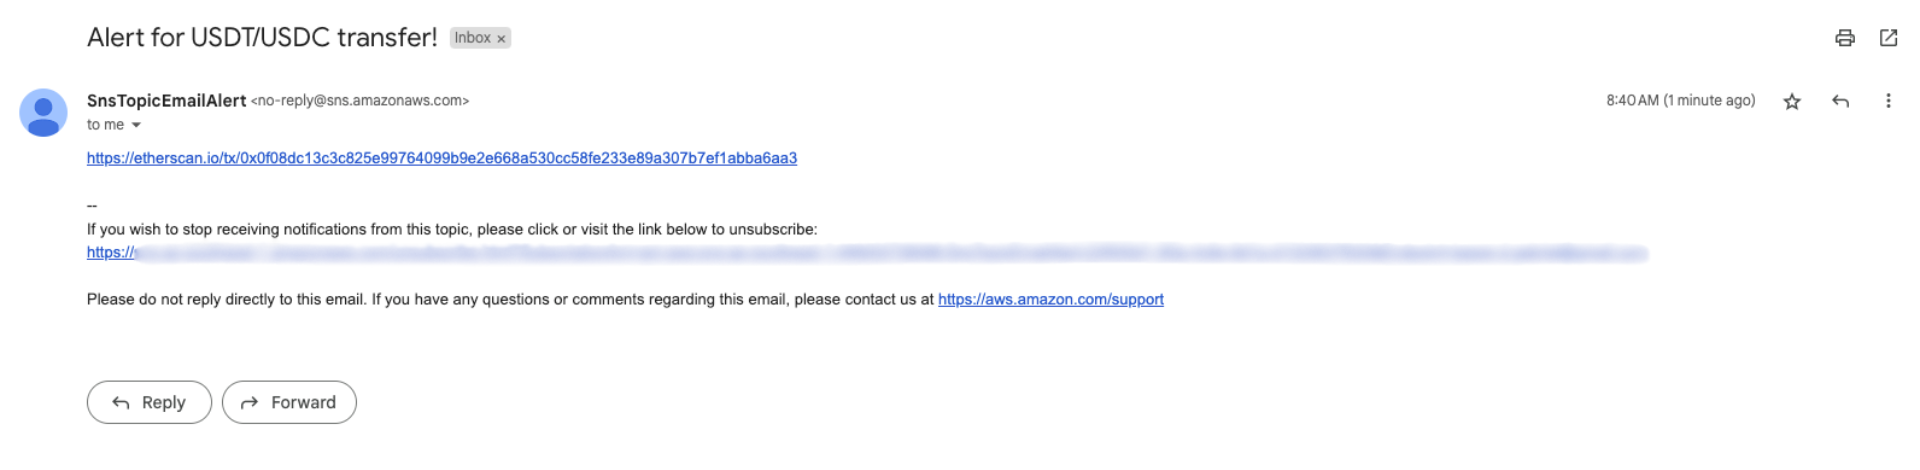 Alert for USDT/USDC transfer! Inbox ×
SnsTopicEmailAlert <no-reply@sns.amazonaws.com> 8:40 AM (1 minute ago)
to me
https://etherscan.io/tx/0x0f08dc13c3c825e99764099b9e2e668a530cc58fe233e89a307b7ef1abba6aa3
--
If you wish to stop receiving notifications from this topic, please click or visit the link below to unsubscribe:
https://
Please do not reply directly to this email. If you have any questions or comments regarding this email, please contact us at https://aws.amazon.com/support
Reply Forward